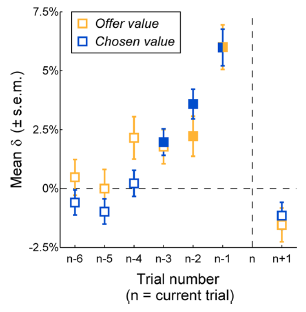 Offer value
Chosen value
7.5%
5%
2.5%
0%
-2.5%
Mean δ (± s.e.m.)
n-6 n-5 n-4 n-3 n-2 n-1 n n+1
Trial number
(n = current trial)